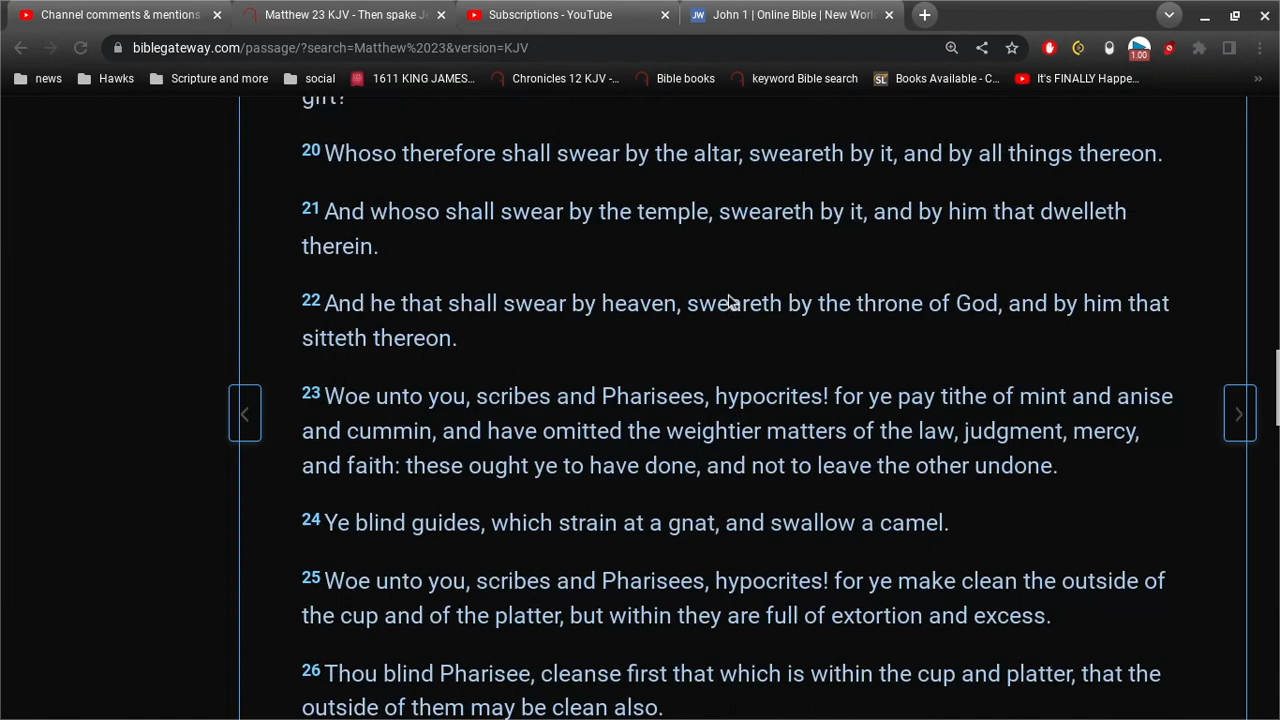 Channel comments & mentions
Matthew 23 KJV - Then spake Je
Subscriptions - YouTube
John 1 | Online Bible | New Worl
biblegateway.com/passage/?search=Matthew%2023&version=KJV
1.00
news
Hawks
Scripture and more
social
1611 KING JAMES...
Chronicles 12 KJV -...
Bible books
keyword Bible search
Books Available - C...
It's FINALLY Happe...
gift?
20 Whoso therefore shall swear by the altar, sweareth by it, and by all things thereon.
21 And whoso shall swear by the temple, sweareth by it, and by him that dwelleth
therein.
22 And he that shall swear by heaven, sweareth by the throne of God, and by him that
sitteth thereon.
23 Woe unto you, scribes and Pharisees, hypocrites! for ye pay tithe of mint and anise
and cummin, and have omitted the weightier matters of the law, judgment, mercy,
and faith: these ought ye to have done, and not to leave the other undone.
24 Ye blind guides, which strain at a gnat, and swallow a camel.
25 Woe unto you, scribes and Pharisees, hypocrites! for ye make clean the outside of
the cup and of the platter, but within they are full of extortion and excess.
26 Thou blind Pharisee, cleanse first that which is within the cup and platter, that the
outside of them may be clean also.